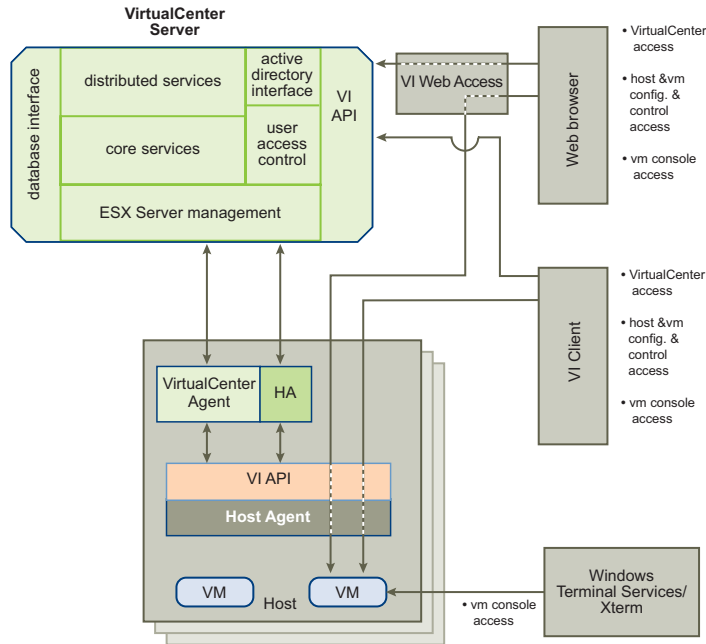 VirtualCenter
Server
database interface
distributed services
active
directory
interface
core services
user
access
control
VI
API
ESX Server management
VI Web Access
Web browser
• VirtualCenter
access
• host &vm
config. &
control
access
• vm console
access
VI Client
• VirtualCenter
access
• host &vm
config. &
control
access
• vm console
access
VirtualCenter
Agent
HA
VI API
Host Agent
VM
Host
VM
• vm console
access
Windows
Terminal Services/
Xterm